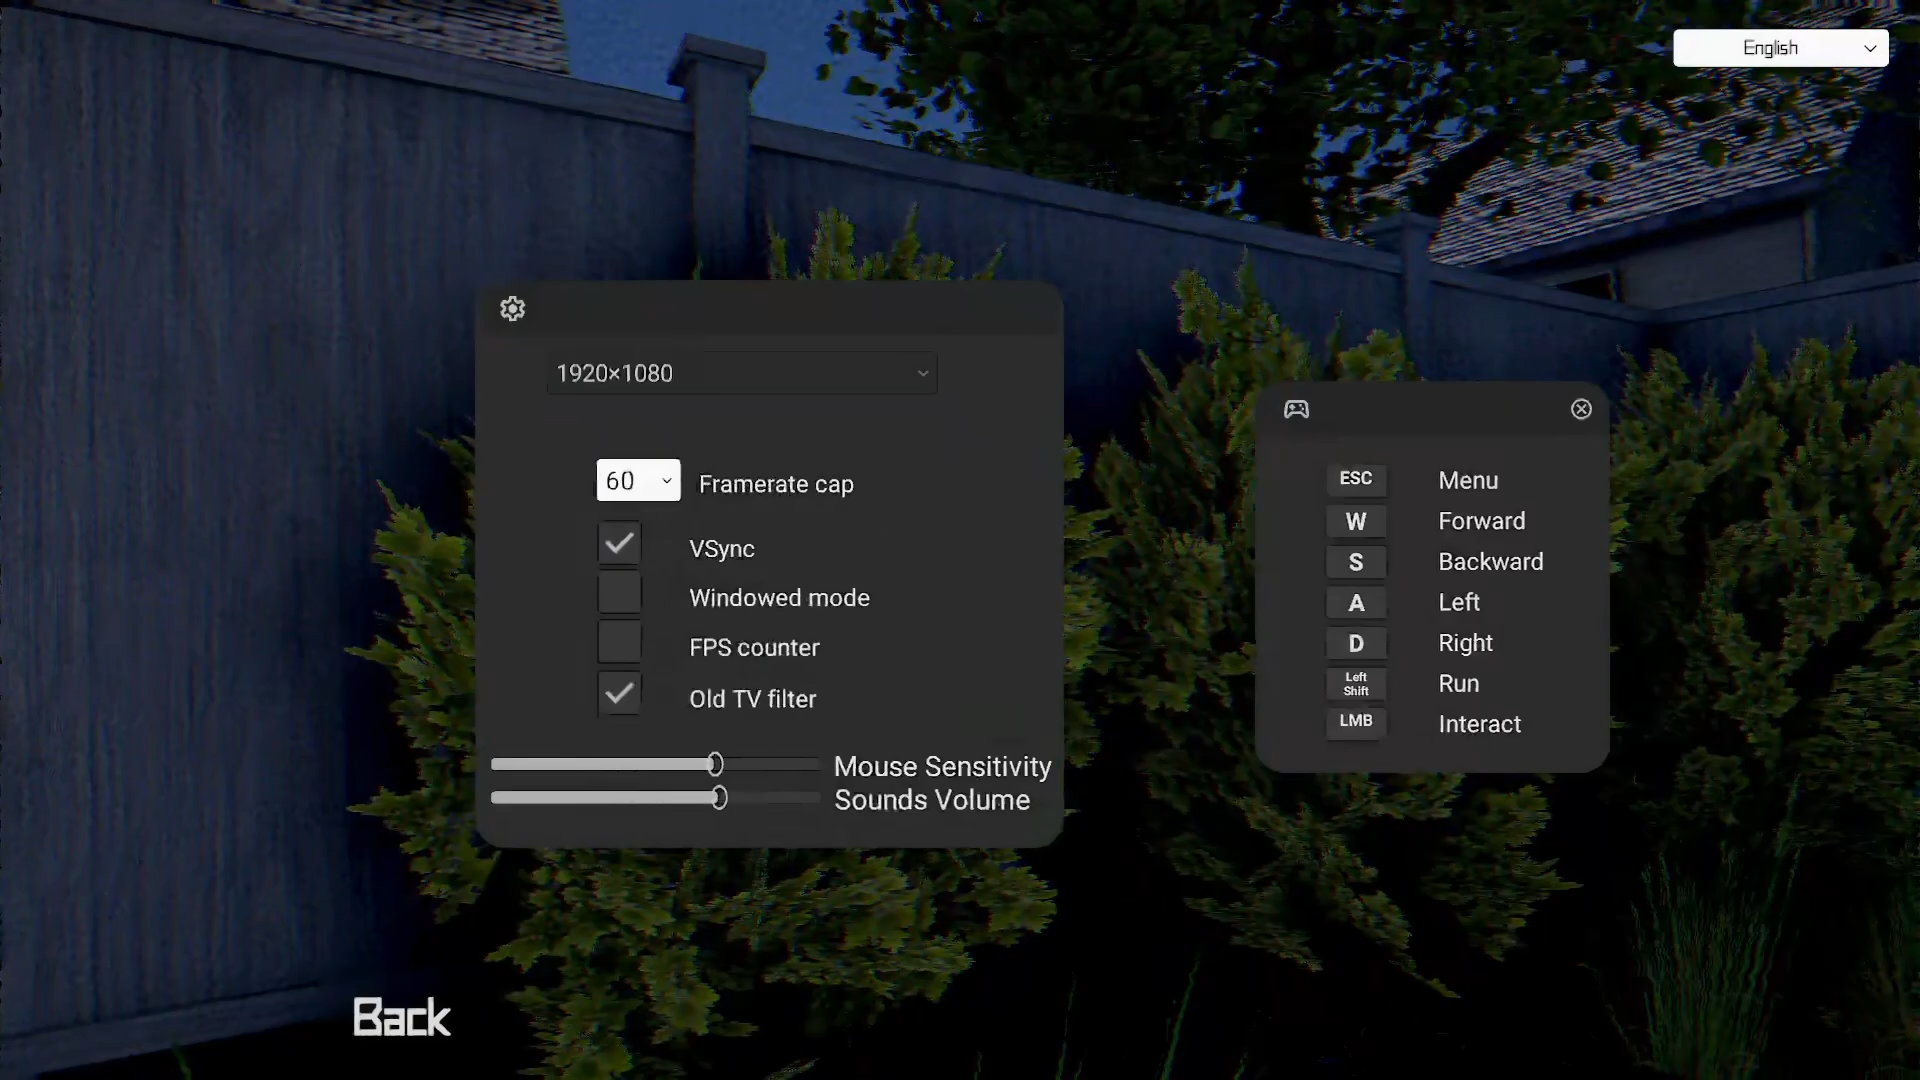 English
1920×1080
60 Framerate cap
VSync
Windowed mode
FPS counter
Old TV filter
Mouse Sensitivity
Sounds Volume
ESC Menu
W Forward
S Backward
A Left
D Right
Left Shift Run
LMB Interact
Back